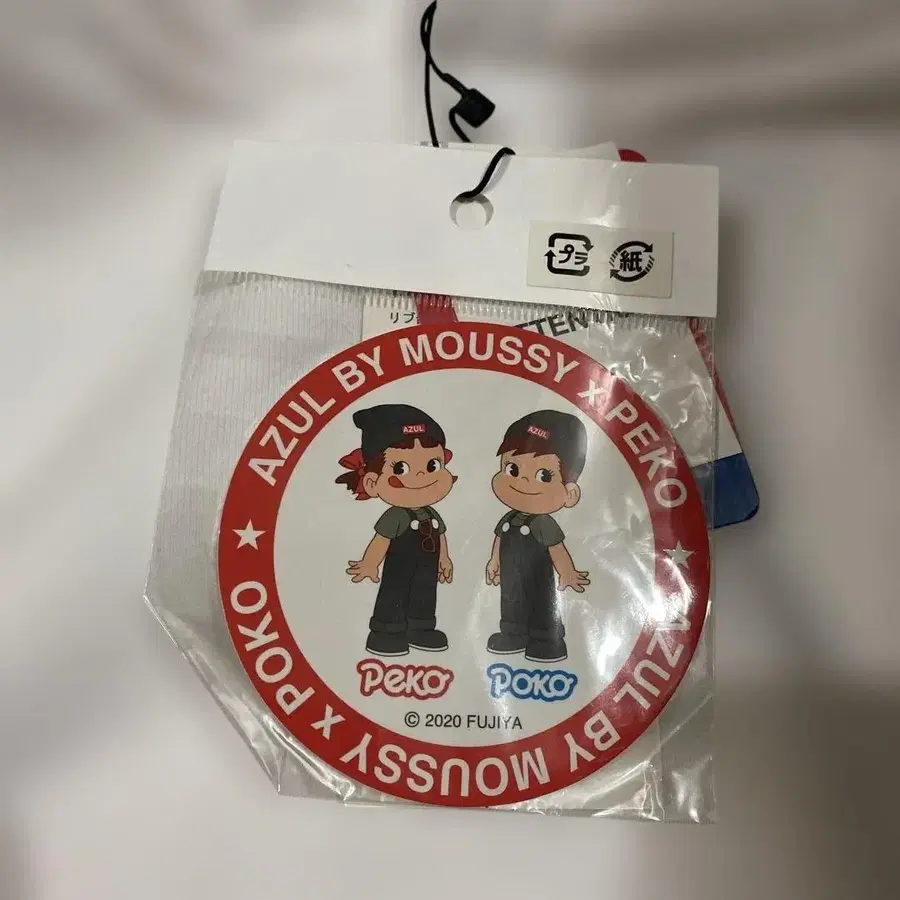 プラ
紙
リブ
AZUL BY MOUSSY x PEKO
AZUL
AZUL
Peko
POKO
© 2020 FUJIYA
★ AZUL BY MOUSSY x POKO ★